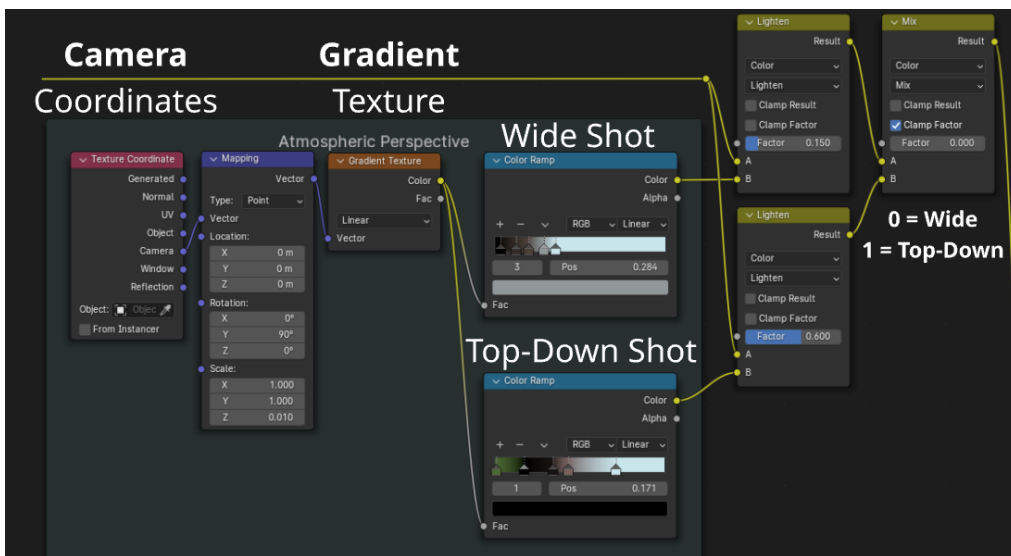 Camera
Gradient
Coordinates
Texture
Atmospheric Perspective
Wide Shot
Top-Down Shot
0 = Wide
1 = Top-Down
Texture Coordinate
Generated
Normal
UV
Object
Camera
Window
Reflection
Object: Objec
From Instancer
Mapping
Vector
Type: Point
Vector
Location:
X 0 m
Y 0 m
Z 0 m
Rotation:
X 0°
Y 90°
Z 0°
Scale:
X 1.000
Y 1.000
Z 0.010
Gradient Texture
Color
Fac
Linear
Vector
Color Ramp
Color
Alpha
+ − RGB Linear
3 Pos 0.284
Fac
Color Ramp
Color
Alpha
+ − RGB Linear
1 Pos 0.171
Fac
Lighten
Result
Color
Lighten
Clamp Result
Clamp Factor
Factor 0.150
A
B
Lighten
Result
Color
Lighten
Clamp Result
Clamp Factor
Factor 0.600
A
B
Mix
Result
Color
Mix
Clamp Result
Clamp Factor
Factor 0.000
A
B